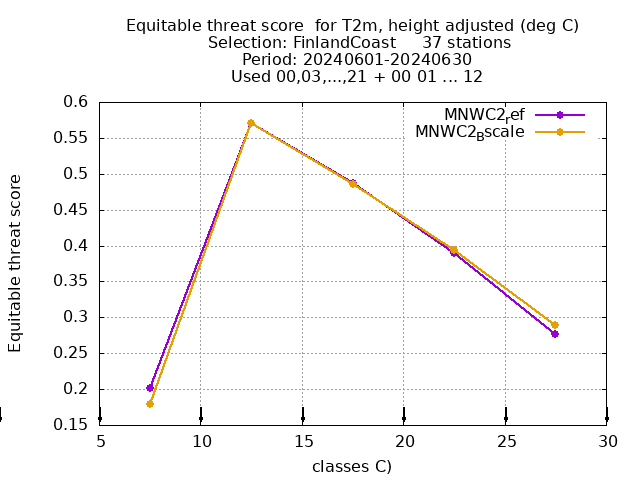 Equitable threat score  for T2m, height adjusted (deg C)
Selection: FinlandCoast     37 stations
Period: 20240601-20240630
Used 00,03,...,21 + 00 01 ... 12
MNWC2_ref
MNWC2_Bscale
Equitable threat score
0.6
0.55
0.5
0.45
0.4
0.35
0.3
0.25
0.2
0.15
5 10 15 20 25 30
classes C)